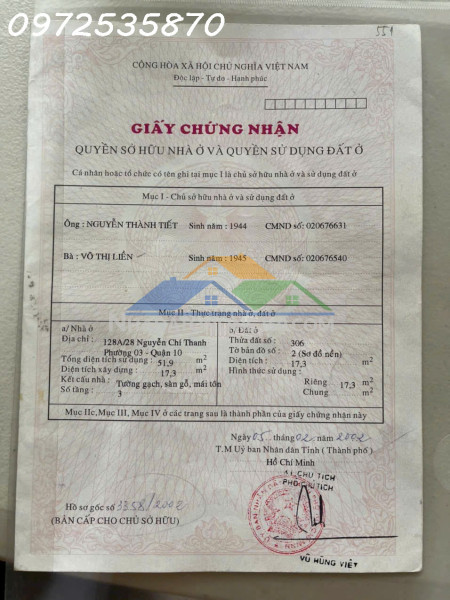 0972535870
551
CỘNG HÒA XÃ HỘI CHỦ NGHĨA VIỆT NAM
Độc lập - Tự do - Hạnh phúc
GIẤY CHỨNG NHẬN
QUYỀN SỞ HỮU NHÀ Ở VÀ QUYỀN SỬ DỤNG ĐẤT Ở
Cá nhân hoặc tổ chức có tên ghi tại mục I là chủ sở hữu nhà ở và sử dụng đất ở
Mục I - Chủ sở hữu nhà ở và sử dụng đất ở
Ông : NGUYỄN THÀNH TIẾT Sinh năm : 1944 CMND số: 020676631
Bà : VÕ THỊ LIÊN Sinh năm : 1945 CMND số: 020676540
Mục II - Thực trạng nhà ở, đất ở
a/ Nhà ở
Địa chỉ : 128A/28 Nguyễn Chí Thanh
Phường 03 - Quận 10
Tổng diện tích sử dụng : 51,9 m2
Diện tích xây dựng : 17,3 m2
Kết cấu nhà : Tường gạch, sàn gỗ, mái tôn
Số tầng : 3
b, Đất ở
Thửa đất số : 306
Tờ bản đồ số : 2 (Sơ đồ nền)
Diện tích : 17,3 m2
Hình thức sử dụng :
Riêng 17,3 m2
Chung m2
Mục IIc, Mục III, Mục IV ở các trang sau là thành phần của giấy chứng nhận này
Ngày 05 tháng 02 năm 2002
T.M Uỷ ban Nhân dân Tỉnh ( Thành phố )
Hồ Chí Minh
KT.CHỦ TỊCH
PHÓ CHỦ TỊCH
Hồ sơ gốc số 3358/2002
(BẢN CẤP CHO CHỦ SỞ HỮU)
VŨ HÙNG VIỆT